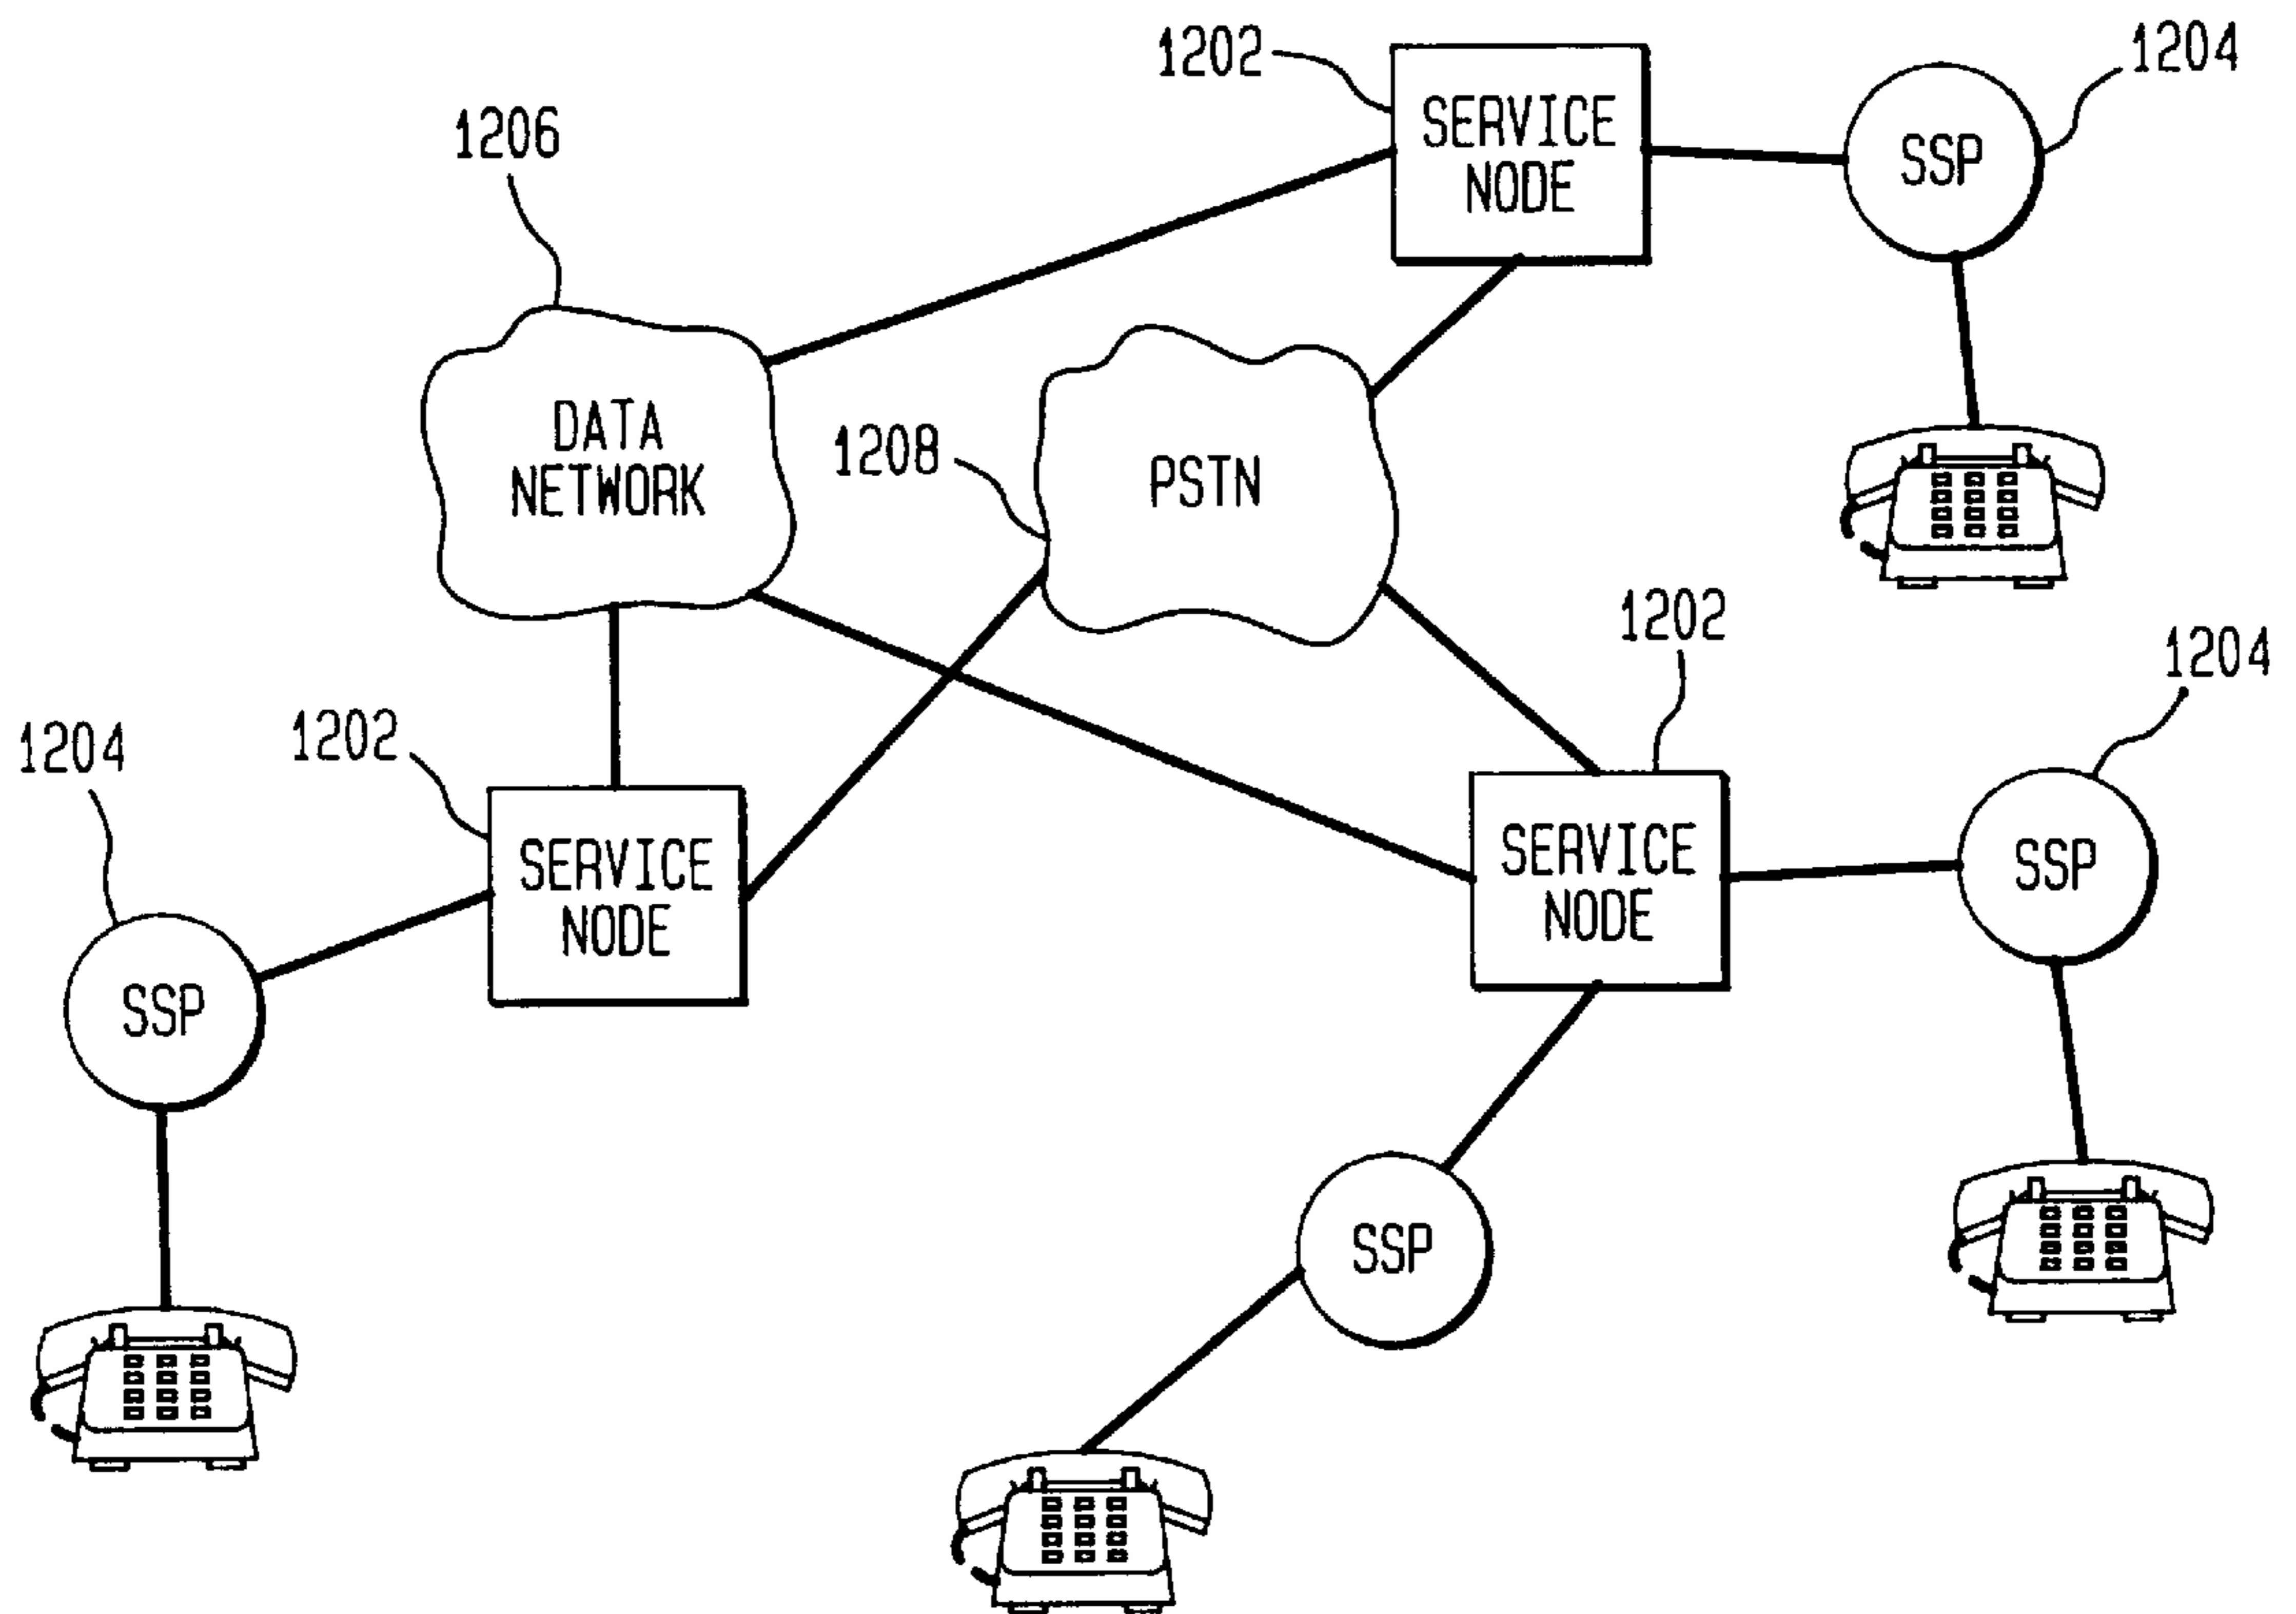 1202
SERVICE
NODE
1204
SSP
1206
DATA
NETWORK
1208
PSTN
1202
1204
1204
1202
SERVICE
NODE
SERVICE
NODE
SSP
SSP
SSP